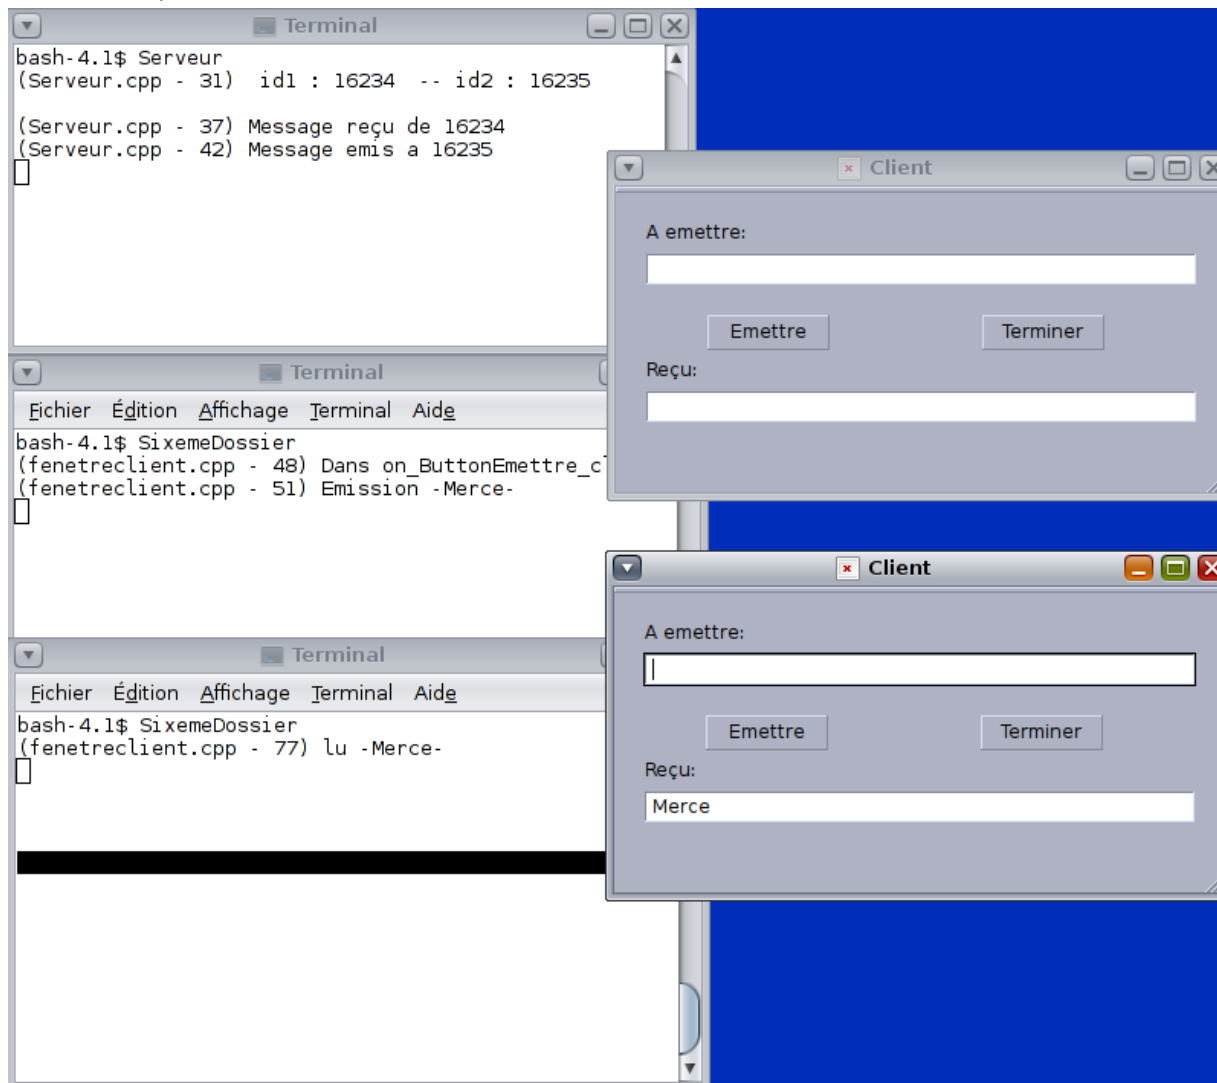 Terminal
bash-4.1$ Serveur
(Serveur.cpp - 31)  id1 : 16234  -- id2 : 16235
(Serveur.cpp - 37) Message reçu de 16234
(Serveur.cpp - 42) Message emis a 16235
Client
A emettre:
Emettre Terminer
Reçu:
Terminal
Fichier Édition Affichage Terminal Aide
bash-4.1$ SixemeDossier
(fenetreclient.cpp - 48) Dans on_ButtonEmettre_c
(fenetreclient.cpp - 51) Emission -Merce-
Client
A emettre:
Emettre Terminer
Reçu:
Merce
Terminal
Fichier Édition Affichage Terminal Aide
bash-4.1$ SixemeDossier
(fenetreclient.cpp - 77) lu -Merce-